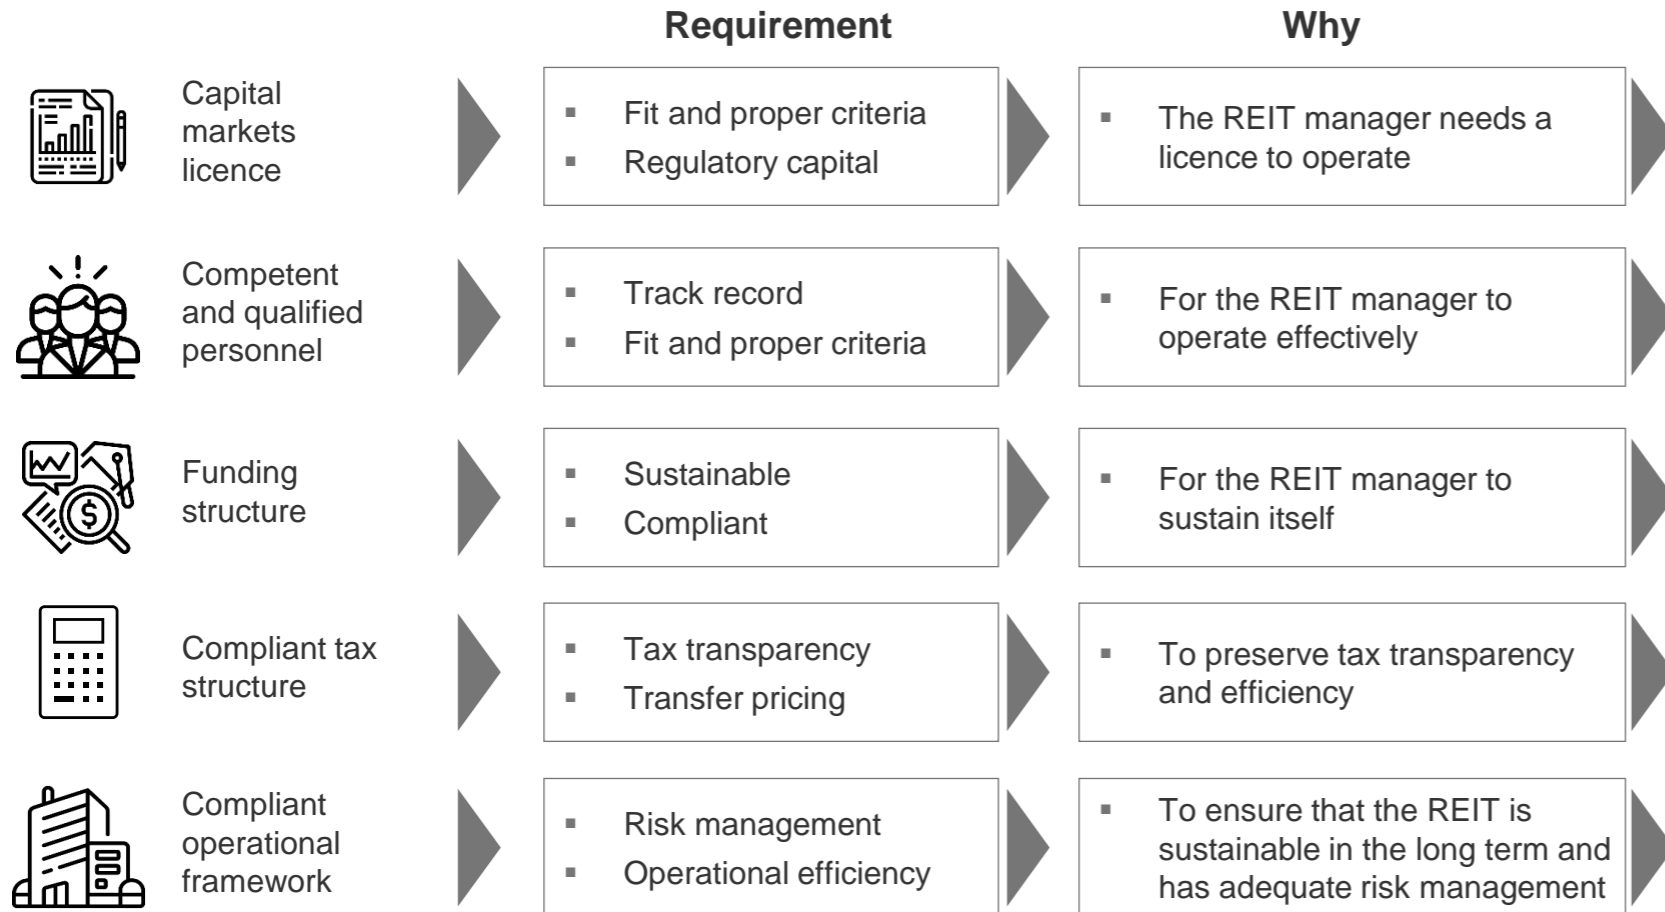 Requirement
Why
Capital
markets
licence
▪ Fit and proper criteria
▪ Regulatory capital
▪ The REIT manager needs a
licence to operate
Competent
and qualified
personnel
▪ Track record
▪ Fit and proper criteria
▪ For the REIT manager to
operate effectively
Funding
structure
▪ Sustainable
▪ Compliant
▪ For the REIT manager to
sustain itself
Compliant tax
structure
▪ Tax transparency
▪ Transfer pricing
▪ To preserve tax transparency
and efficiency
Compliant
operational
framework
▪ Risk management
▪ Operational efficiency
▪ To ensure that the REIT is
sustainable in the long term and
has adequate risk management